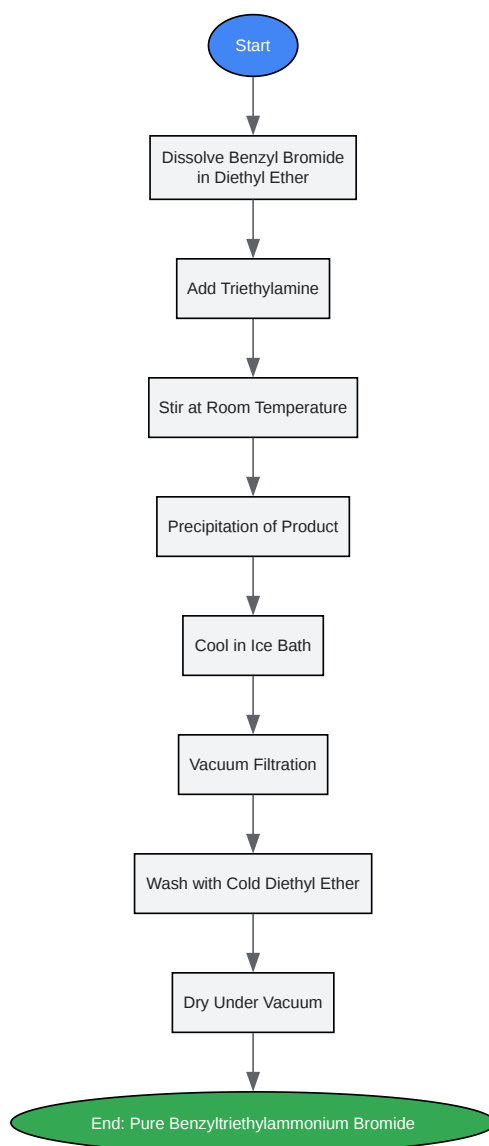 Start
Dissolve Benzyl Bromide
in Diethyl Ether
Add Triethylamine
Stir at Room Temperature
Precipitation of Product
Cool in Ice Bath
Vacuum Filtration
Wash with Cold Diethyl Ether
Dry Under Vacuum
End: Pure Benzyltriethylammonium Bromide